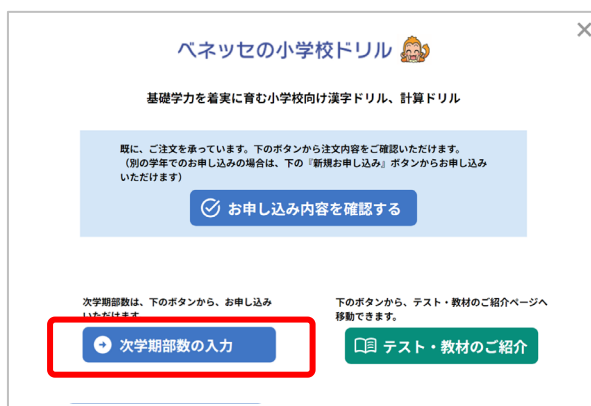 ベネッセの小学校ドリル
基礎学力を着実に育む小学校向け漢字ドリル、計算ドリル
既に、ご注文を承っています。下のボタンから注文内容をご確認いただけます。
（別の学年でのお申し込みの場合は、下の『新規お申し込み』ボタンからお申し込み
いただけます）
お申し込み内容を確認する
次学期部数は、下のボタンから、お申し込み
いただけます。
次学期部数の入力
下のボタンから、テスト・教材のご紹介ページへ
移動できます。
テスト・教材のご紹介